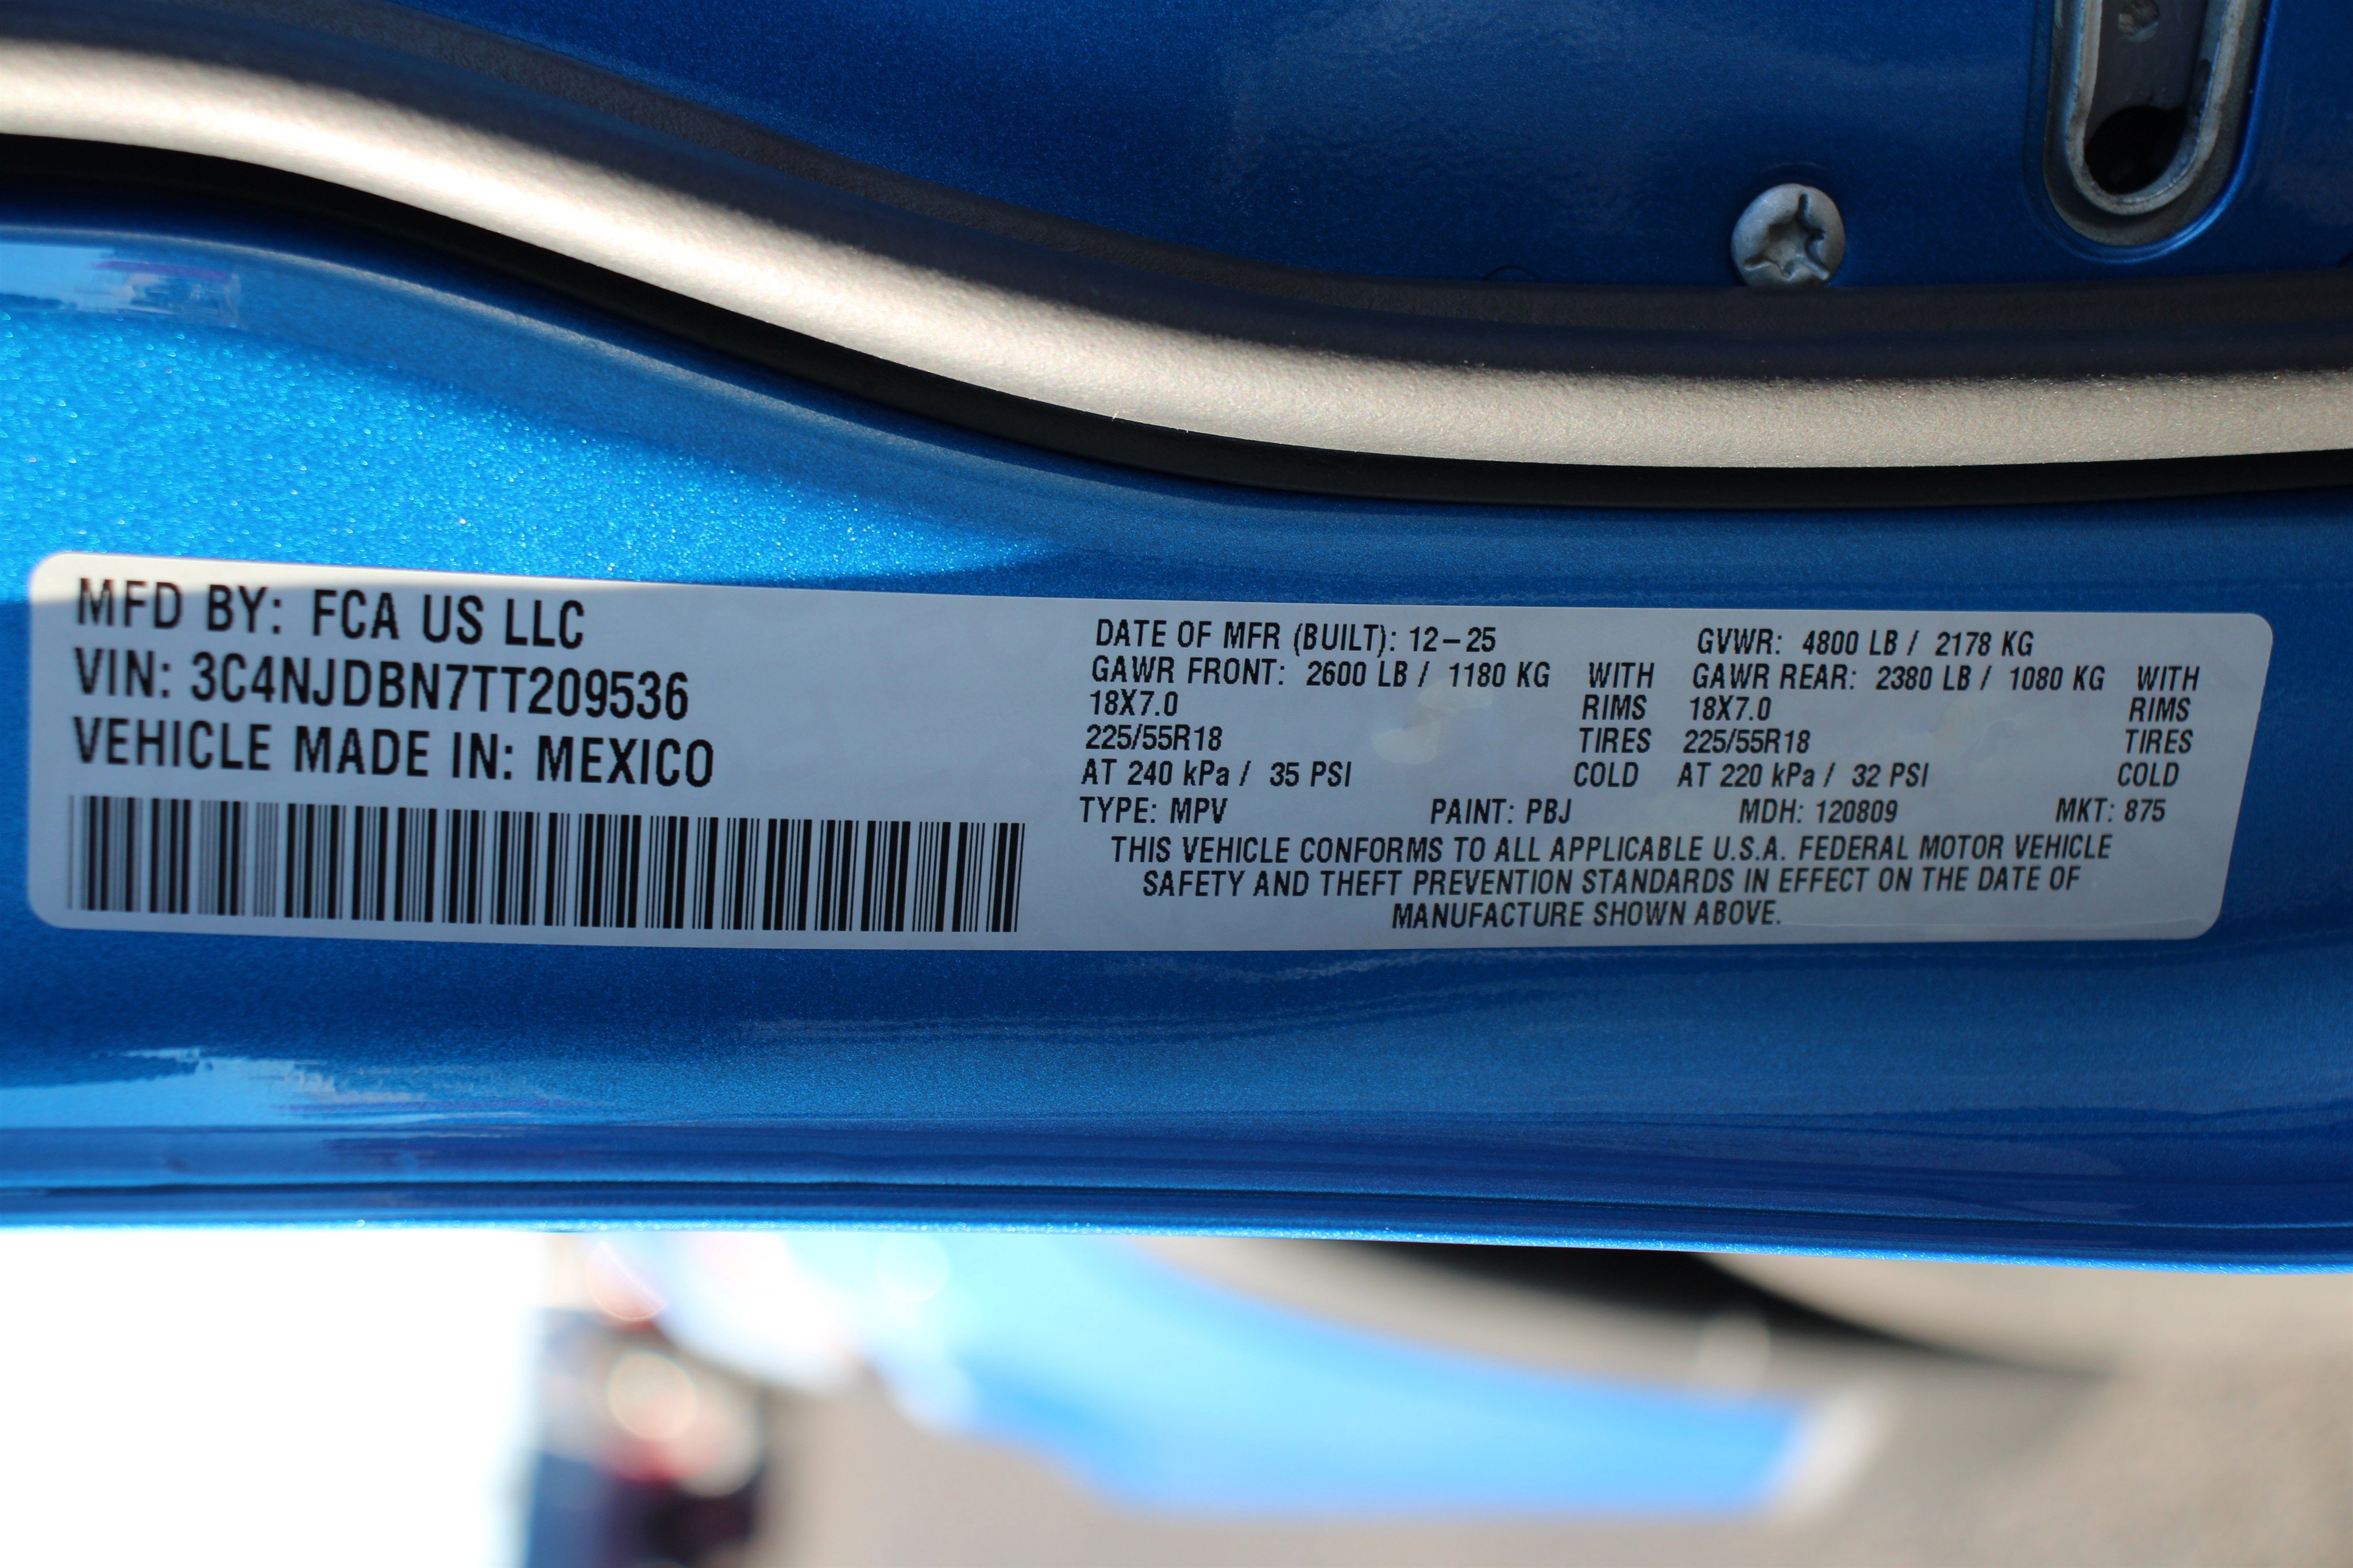 MFD BY: FCA US LLC
VIN: 3C4NJDBN7TT209536
VEHICLE MADE IN: MEXICO
DATE OF MFR (BUILT): 12-25 GVWR: 4800 LB / 2178 KG
GAWR FRONT: 2600 LB / 1180 KG WITH GAWR REAR: 2380 LB / 1080 KG WITH
18X7.0 RIMS 18X7.0 RIMS
225/55R18 TIRES 225/55R18 TIRES
AT 240 kPa / 35 PSI COLD AT 220 kPa / 32 PSI COLD
TYPE: MPV PAINT: PBJ MDH: 120809 MKT: 875
THIS VEHICLE CONFORMS TO ALL APPLICABLE U.S.A. FEDERAL MOTOR VEHICLE
SAFETY AND THEFT PREVENTION STANDARDS IN EFFECT ON THE DATE OF
MANUFACTURE SHOWN ABOVE.